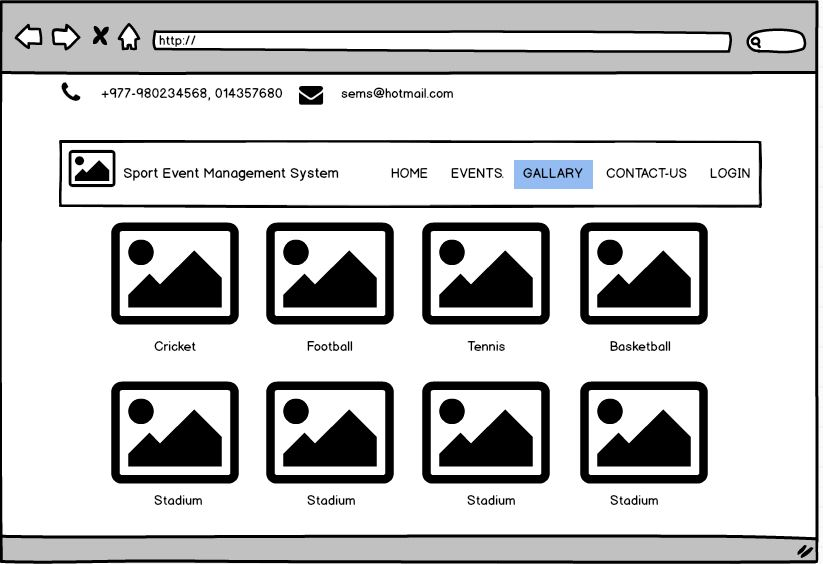 http://
+977-980234568, 014357680 sems@hotmail.com
Sport Event Management System HOME EVENTS. GALLARY CONTACT-US LOGIN
Cricket Football Tennis Basketball
Stadium Stadium Stadium Stadium